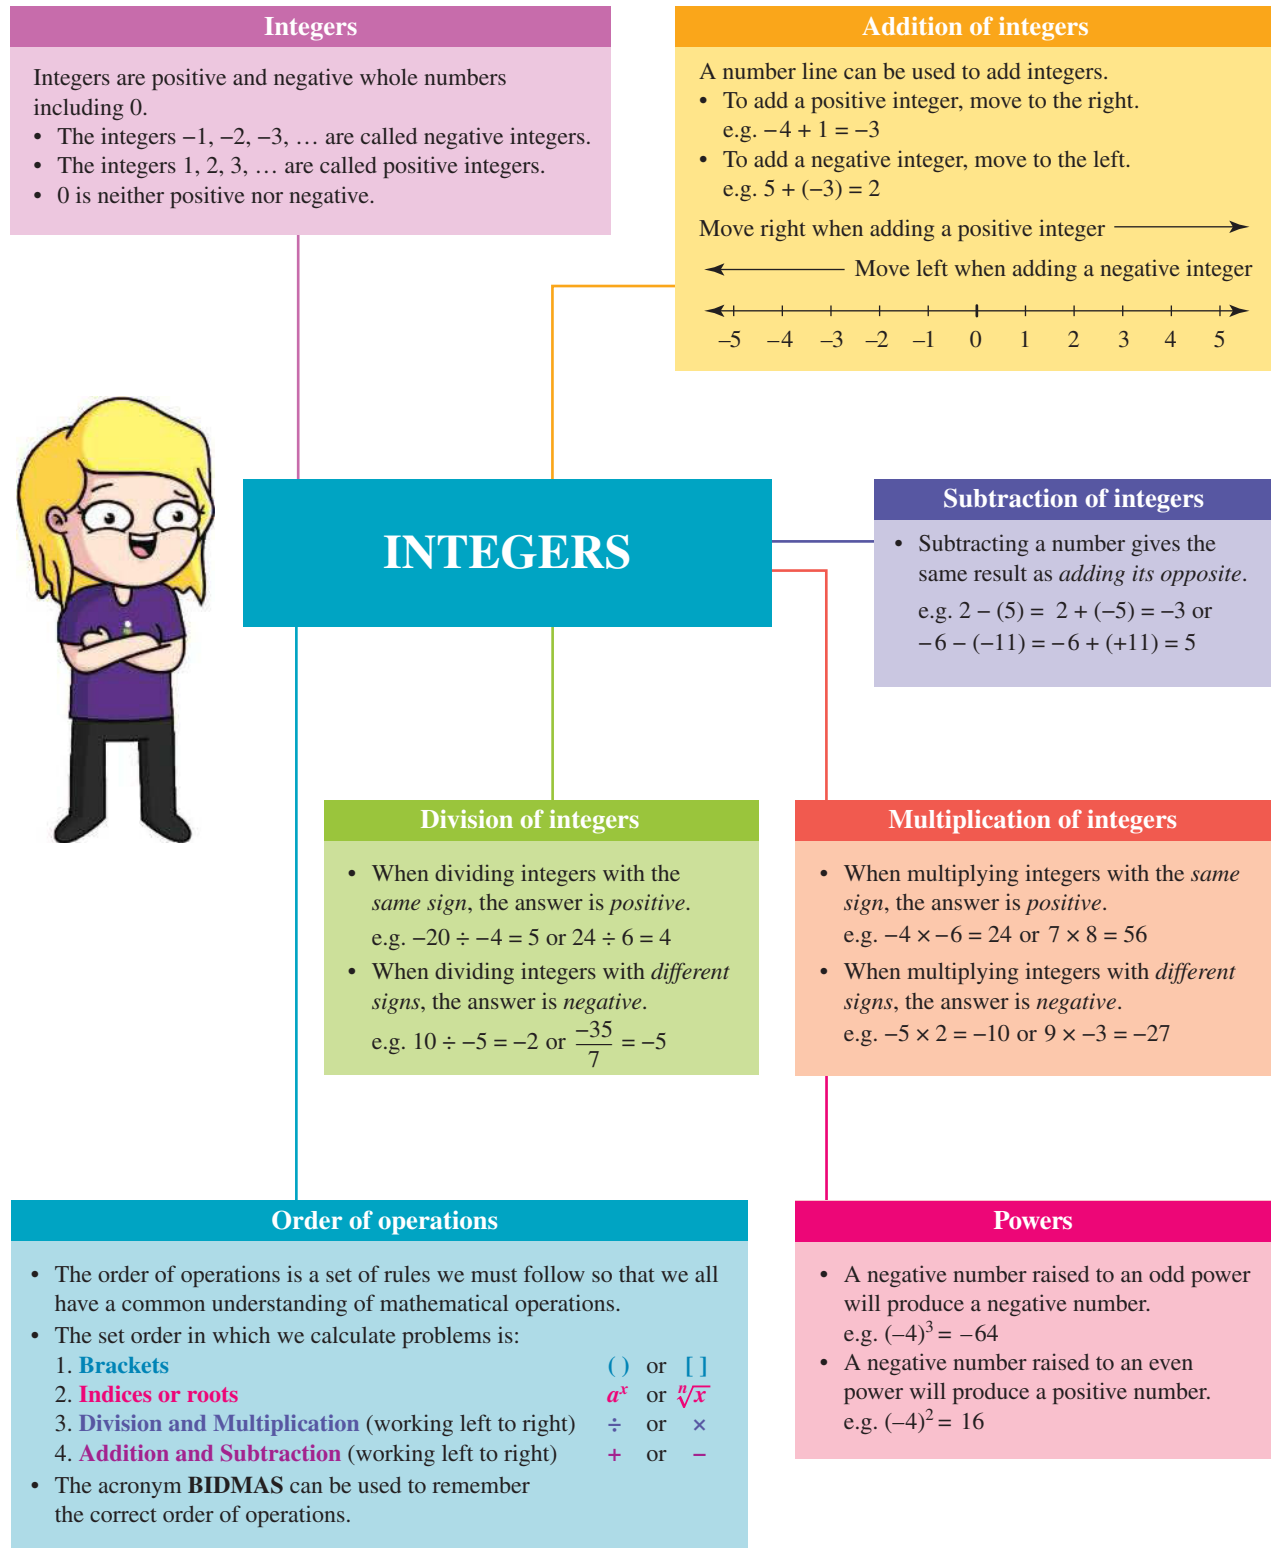 Integers
Integers are positive and negative whole numbers
including 0.
• The integers −1, −2, −3, … are called negative integers.
• The integers 1, 2, 3, … are called positive integers.
• 0 is neither positive nor negative.
Addition of integers
A number line can be used to add integers.
• To add a positive integer, move to the right.
e.g. −4 + 1 = −3
• To add a negative integer, move to the left.
e.g. 5 + (−3) = 2
Move right when adding a positive integer
Move left when adding a negative integer
−5 −4 −3 −2 −1 0 1 2 3 4 5
INTEGERS
Subtraction of integers
• Subtracting a number gives the
same result as adding its opposite.
e.g. 2 − (5) = 2 + (−5) = −3 or
−6 − (−11) = −6 + (+11) = 5
Division of integers
• When dividing integers with the
same sign, the answer is positive.
e.g. −20 ÷ −4 = 5 or 24 ÷ 6 = 4
• When dividing integers with different
signs, the answer is negative.
e.g. 10 ÷ −5 = −2 or −35/7 = −5
Multiplication of integers
• When multiplying integers with the same
sign, the answer is positive.
e.g. −4 × −6 = 24 or 7 × 8 = 56
• When multiplying integers with different
signs, the answer is negative.
e.g. −5 × 2 = −10 or 9 × −3 = −27
Order of operations
• The order of operations is a set of rules we must follow so that we all
have a common understanding of mathematical operations.
• The set order in which we calculate problems is:
1. Brackets ( ) or [ ]
2. Indices or roots aˣ or ⁿ√x
3. Division and Multiplication (working left to right) ÷ or ×
4. Addition and Subtraction (working left to right) + or −
• The acronym BIDMAS can be used to remember
the correct order of operations.
Powers
• A negative number raised to an odd power
will produce a negative number.
e.g. (−4)³ = −64
• A negative number raised to an even
power will produce a positive number.
e.g. (−4)² = 16